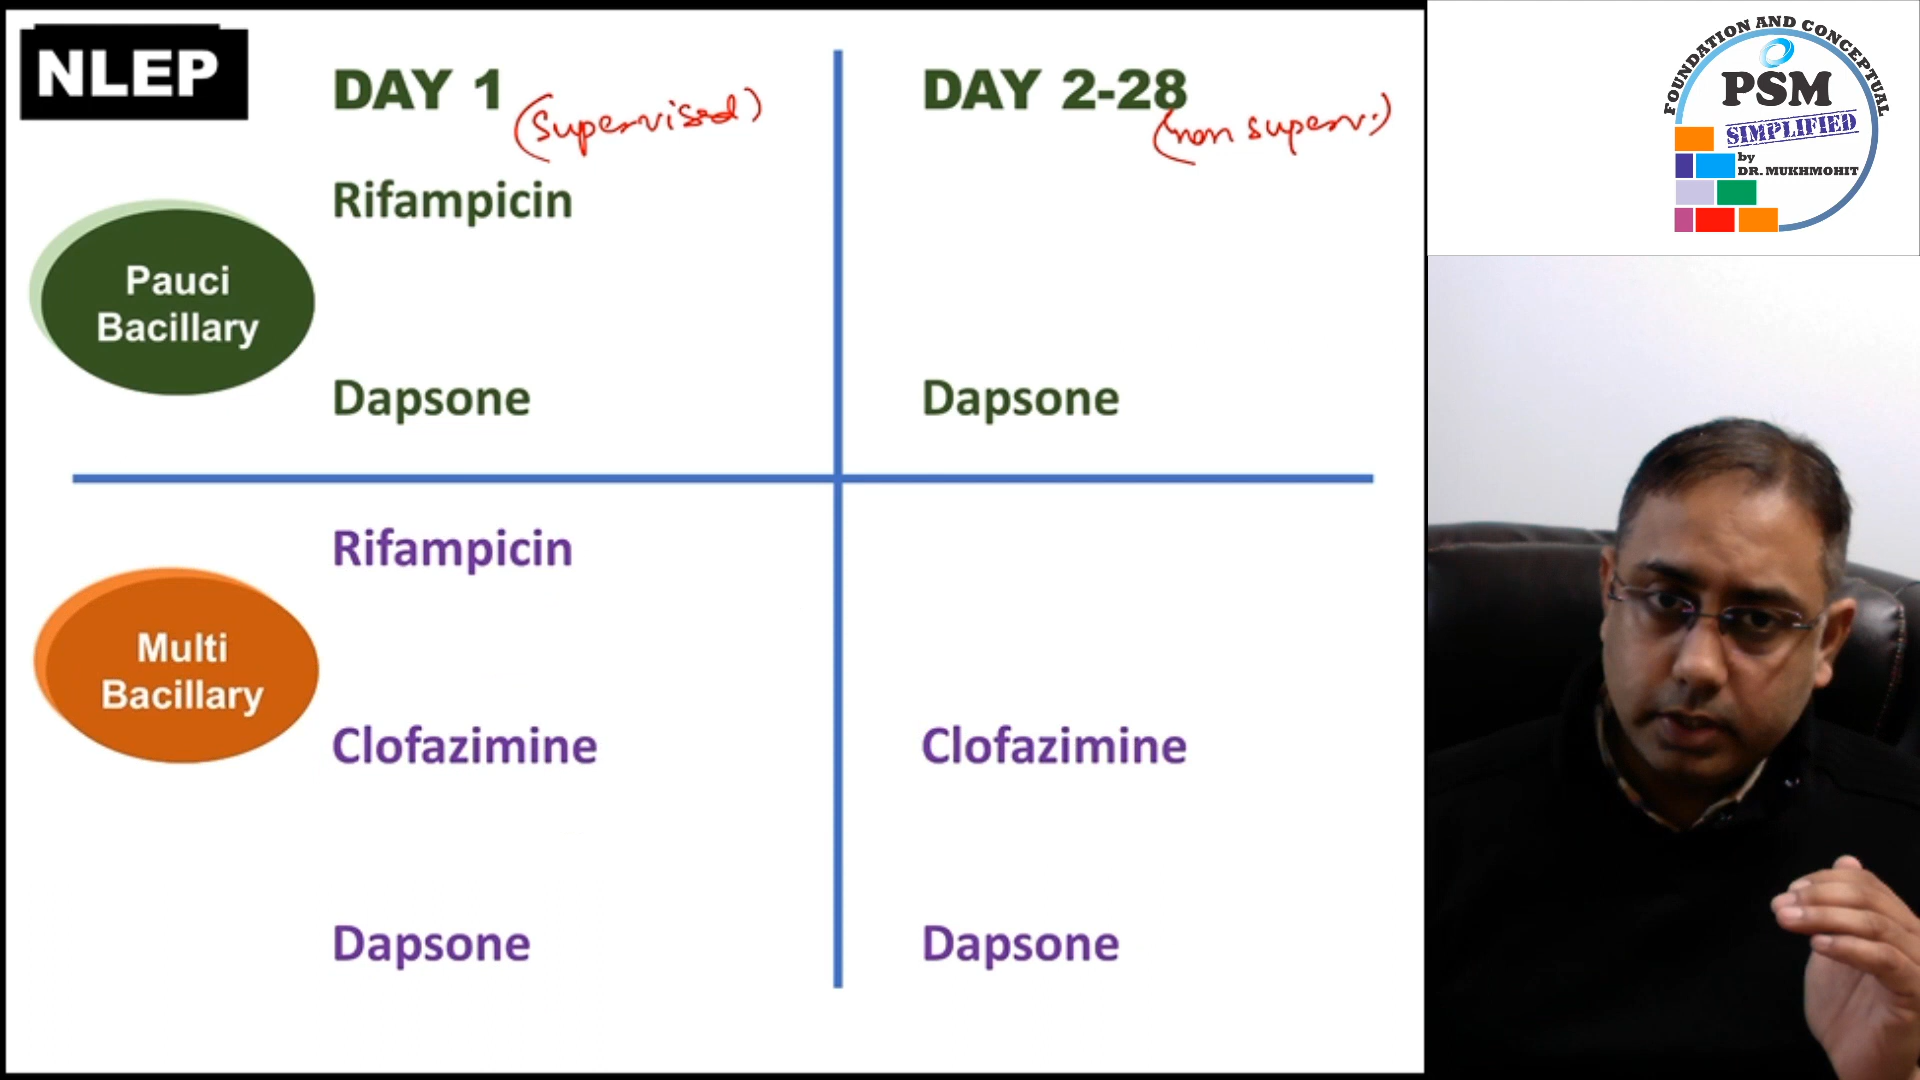 NLEP
DAY 1
(supervised)
DAY 2-28
(non superv.)
Pauci
Bacillary
Rifampicin
Dapsone
Dapsone
Multi
Bacillary
Rifampicin
Clofazimine
Clofazimine
Dapsone
Dapsone
FOUNDATION AND CONCEPTUAL
PSM
SIMPLIFIED
by
DR. MUKHMOHIT